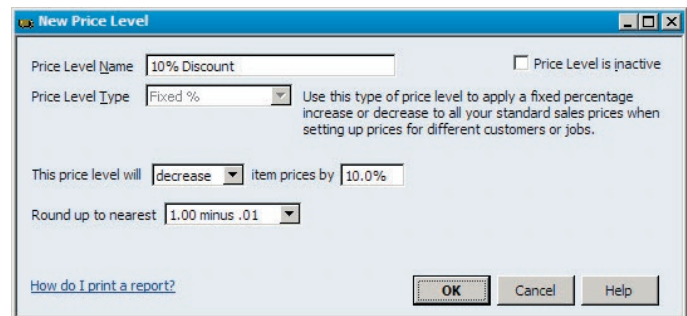 New Price Level
Price Level Name 10% Discount Price Level is inactive
Price Level Type Fixed % Use this type of price level to apply a fixed percentage
increase or decrease to all your standard sales prices when
setting up prices for different customers or jobs.
This price level will decrease item prices by 10.0%
Round up to nearest 1.00 minus .01
How do I print a report? OK Cancel Help